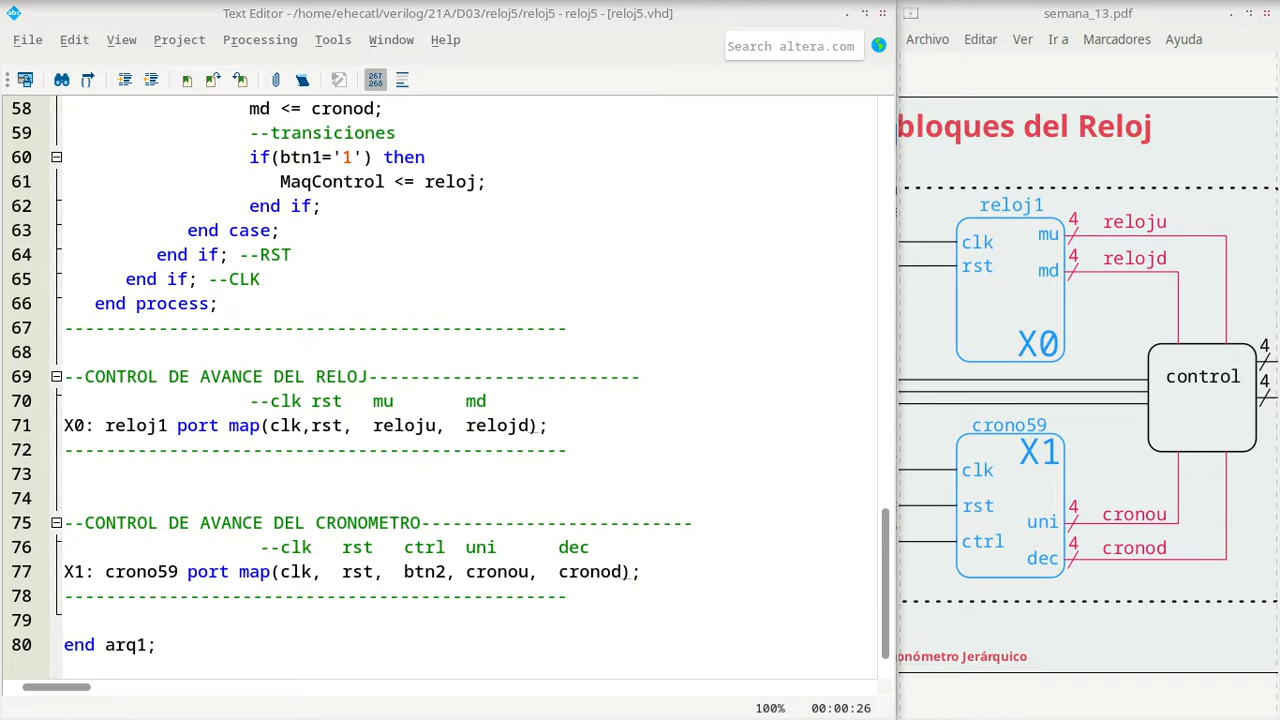 Text Editor - /home/ehecatl/verilog/21A/D03/reloj5/reloj5 - reloj5 - [reloj5.vhd]
File Edit View Project Processing Tools Window Help
Search altera.com
267
268
58 md <= cronod;
59 --transiciones
60 if(btn1='1') then
61 MaqControl <= reloj;
62 end if;
63 end case;
64 end if; --RST
65 end if; --CLK
66 end process;
67 -------------------------------------------------
68
69 --CONTROL DE AVANCE DEL RELOJ--------------------------
70 --clk rst mu md
71 X0: reloj1 port map(clk,rst, reloju, relojd);
72 -------------------------------------------------
73
74
75 --CONTROL DE AVANCE DEL CRONOMETRO--------------------------
76 --clk rst ctrl uni dec
77 X1: crono59 port map(clk, rst, btn2, cronou, cronod);
78 -------------------------------------------------
79
80 end arq1;
100% 00:00:26
semana_13.pdf
Archivo Editar Ver Ir a Marcadores Ayuda
bloques del Reloj
reloj1
clk
rst
mu
md
X0
4 reloju
4 relojd
control
4
4
crono59
X1
clk
rst
ctrl
uni
dec
4 cronou
4 cronod
onómetro Jerárquico